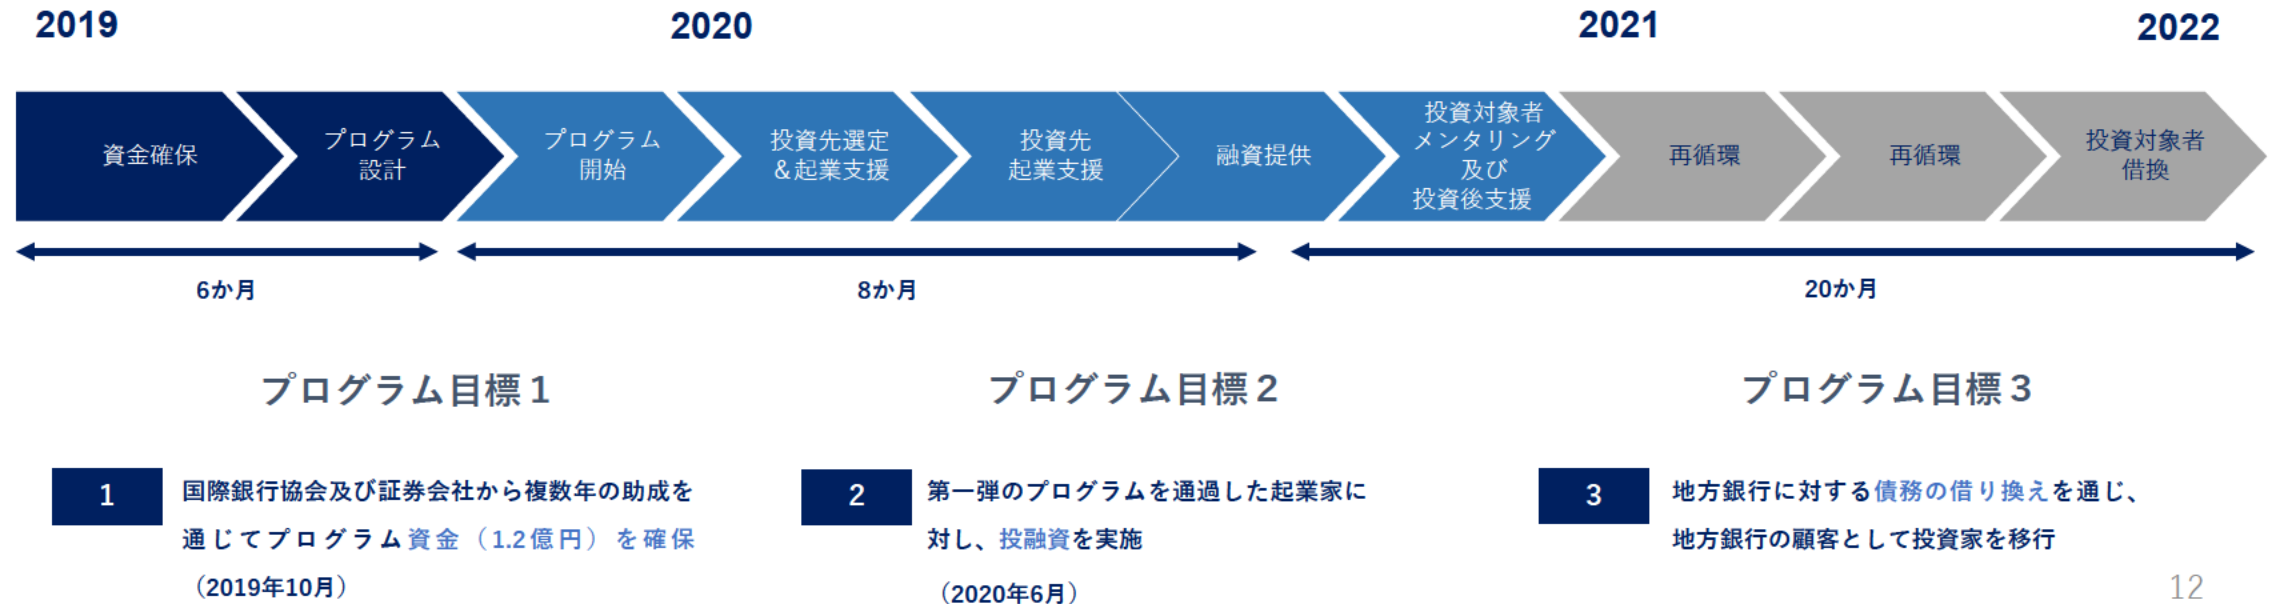 2019
2020
2021
2022
資金確保
プログラム
設計
プログラム
開始
投資先選定
＆起業支援
投資先
起業支援
融資提供
投資対象者
メンタリング
及び
投資後支援
再循環
再循環
投資対象者
借換
6か月
8か月
20か月
プログラム目標１
プログラム目標２
プログラム目標３
1
国際銀行協会及び証券会社から複数年の助成を
通じてプログラム資金（1.2億円）を確保
（2019年10月）
2
第一弾のプログラムを通過した起業家に
対し、投融資を実施
（2020年6月）
3
地方銀行に対する債務の借り換えを通じ、
地方銀行の顧客として投資家を移行
12